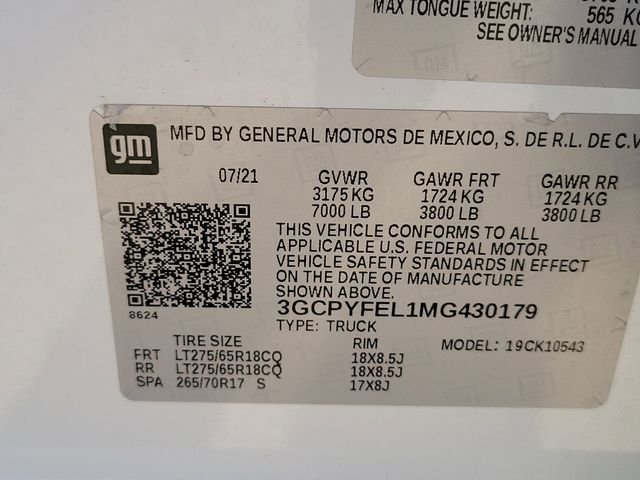 MAX TONGUE WEIGHT: 565 KG
SEE OWNER'S MANUAL
gm
MFD BY GENERAL MOTORS DE MEXICO, S. DE R.L. DE C.V
07/21 GVWR GAWR FRT GAWR RR
3175 KG 1724 KG 1724 KG
7000 LB 3800 LB 3800 LB
THIS VEHICLE CONFORMS TO ALL
APPLICABLE U.S. FEDERAL MOTOR
VEHICLE SAFETY STANDARDS IN EFFECT
ON THE DATE OF MANUFACTURE
SHOWN ABOVE.
8624
3GCPYFEL1MG430179
TYPE: TRUCK
TIRE SIZE RIM MODEL: 19CK10543
FRT LT275/65R18CQ 18X8.5J
RR LT275/65R18CQ 18X8.5J
SPA 265/70R17 S 17X8J